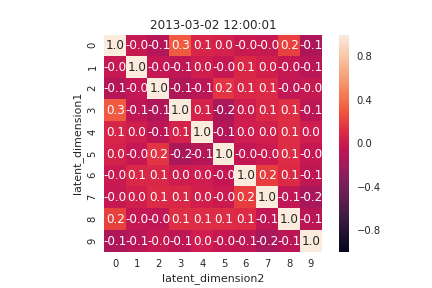 2013-03-02 12:00:01
latent_dimension1
0 1.0 -0.0 -0.1 0.3 0.1 0.0 -0.0 -0.0 0.2 -0.1
1 -0.0 1.0 -0.0 -0.1 0.0 -0.0 0.1 0.0 -0.0 -0.1
2 -0.1 -0.0 1.0 -0.1 -0.1 0.2 0.1 0.1 -0.0 -0.0
3 0.3 -0.1 -0.1 1.0 0.1 -0.2 0.0 0.1 0.1 -0.1
4 0.1 0.0 -0.1 0.1 1.0 -0.1 0.0 0.0 0.1 0.0
5 0.0 -0.0 0.2 -0.2 -0.1 1.0 -0.0 -0.0 0.1 -0.1
6 -0.0 0.1 0.1 0.0 0.0 -0.0 1.0 0.2 0.1 -0.1
7 -0.0 0.0 0.1 0.1 0.0 -0.0 0.2 1.0 -0.1 -0.2
8 0.2 -0.0 -0.0 0.1 0.1 0.1 0.1 -0.1 1.0 -0.1
9 -0.1 -0.1 -0.0 -0.1 0.0 -0.1 -0.1 -0.2 -0.1 1.0
0 1 2 3 4 5 6 7 8 9
latent_dimension2
0.8
0.4
0.0
-0.4
-0.8